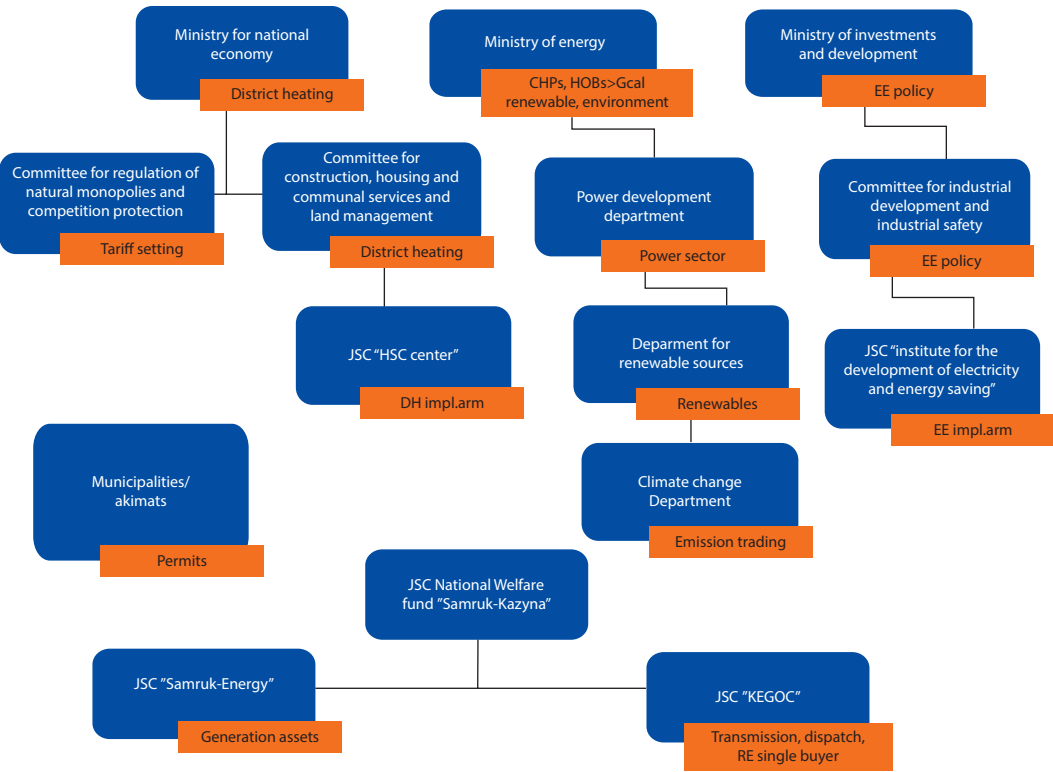 Ministry for national
economy
District heating
Ministry of energy
CHPs, HOBs>Gcal
renewable, environment
Ministry of investments
and development
EE policy
Committee for regulation of
natural monopolies and
competition protection
Tariff setting
Committee for
construction, housing and
communal services and
land management
District heating
Power development
department
Power sector
Committee for industrial
development and
industrial safety
EE policy
JSC “HSC center”
DH impl.arm
Deparment for
renewable sources
Renewables
JSC “institute for the
development of electricity
and energy saving”
EE impl.arm
Municipalities/
akimats
Permits
Climate change
Department
Emission trading
JSC National Welfare
fund ”Samruk-Kazyna”
JSC ”Samruk-Energy”
Generation assets
JSC ”KEGOC”
Transmission, dispatch,
RE single buyer